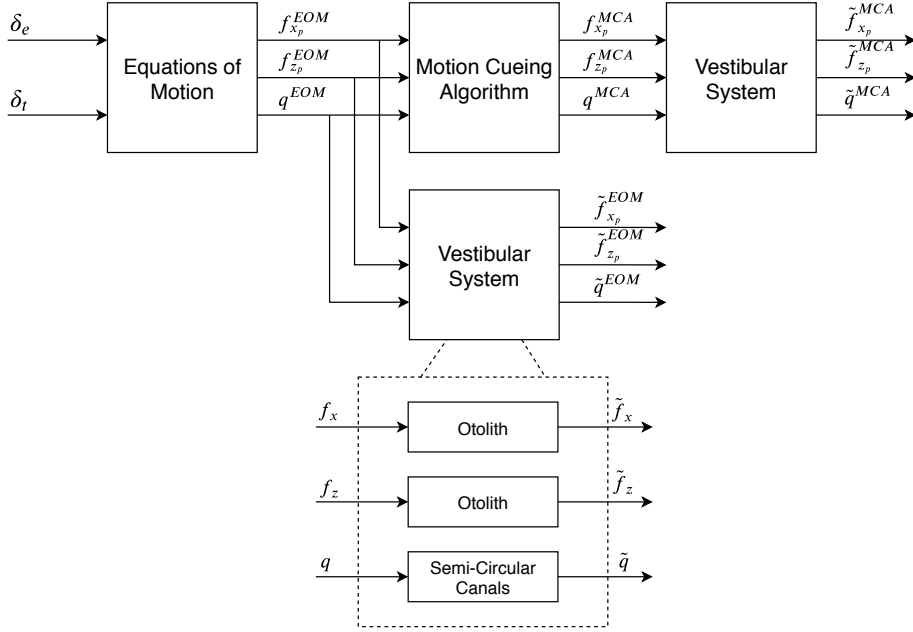 δ_e
δ_t
Equations of
Motion
f_{x_p}^{EOM}
f_{z_p}^{EOM}
q^{EOM}
Motion Cueing
Algorithm
f_{x_p}^{MCA}
f_{z_p}^{MCA}
q^{MCA}
Vestibular
System
f̃_{x_p}^{MCA}
f̃_{z_p}^{MCA}
q̃^{MCA}
Vestibular
System
f̃_{x_p}^{EOM}
f̃_{z_p}^{EOM}
q̃^{EOM}
f_x
Otolith
f̃_x
f_z
Otolith
f̃_z
q
Semi-Circular
Canals
q̃